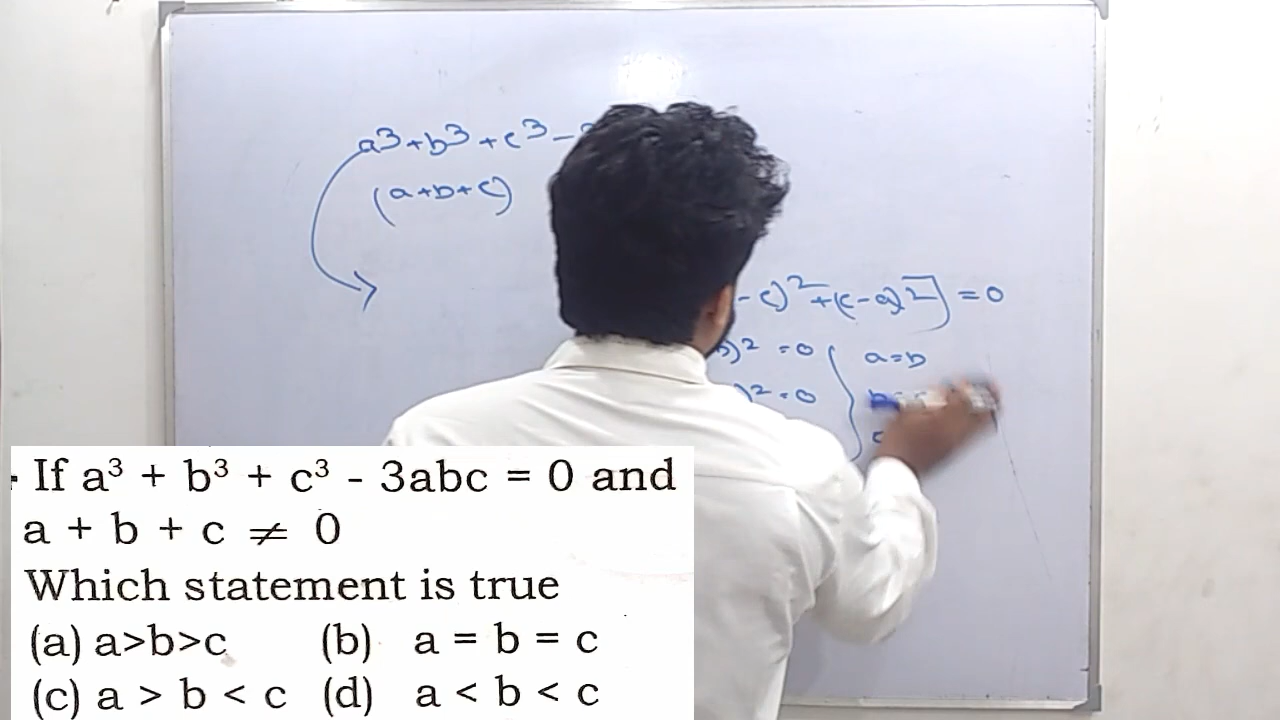 a³+b³+c³-
(a+b+c)
-c)²+(c-a)²]=0
)²=0 a=b
)²=0
If a³ + b³ + c³ - 3abc = 0 and
a + b + c ≠ 0
Which statement is true
(a) a>b>c (b) a = b = c
(c) a > b < c (d) a < b < c